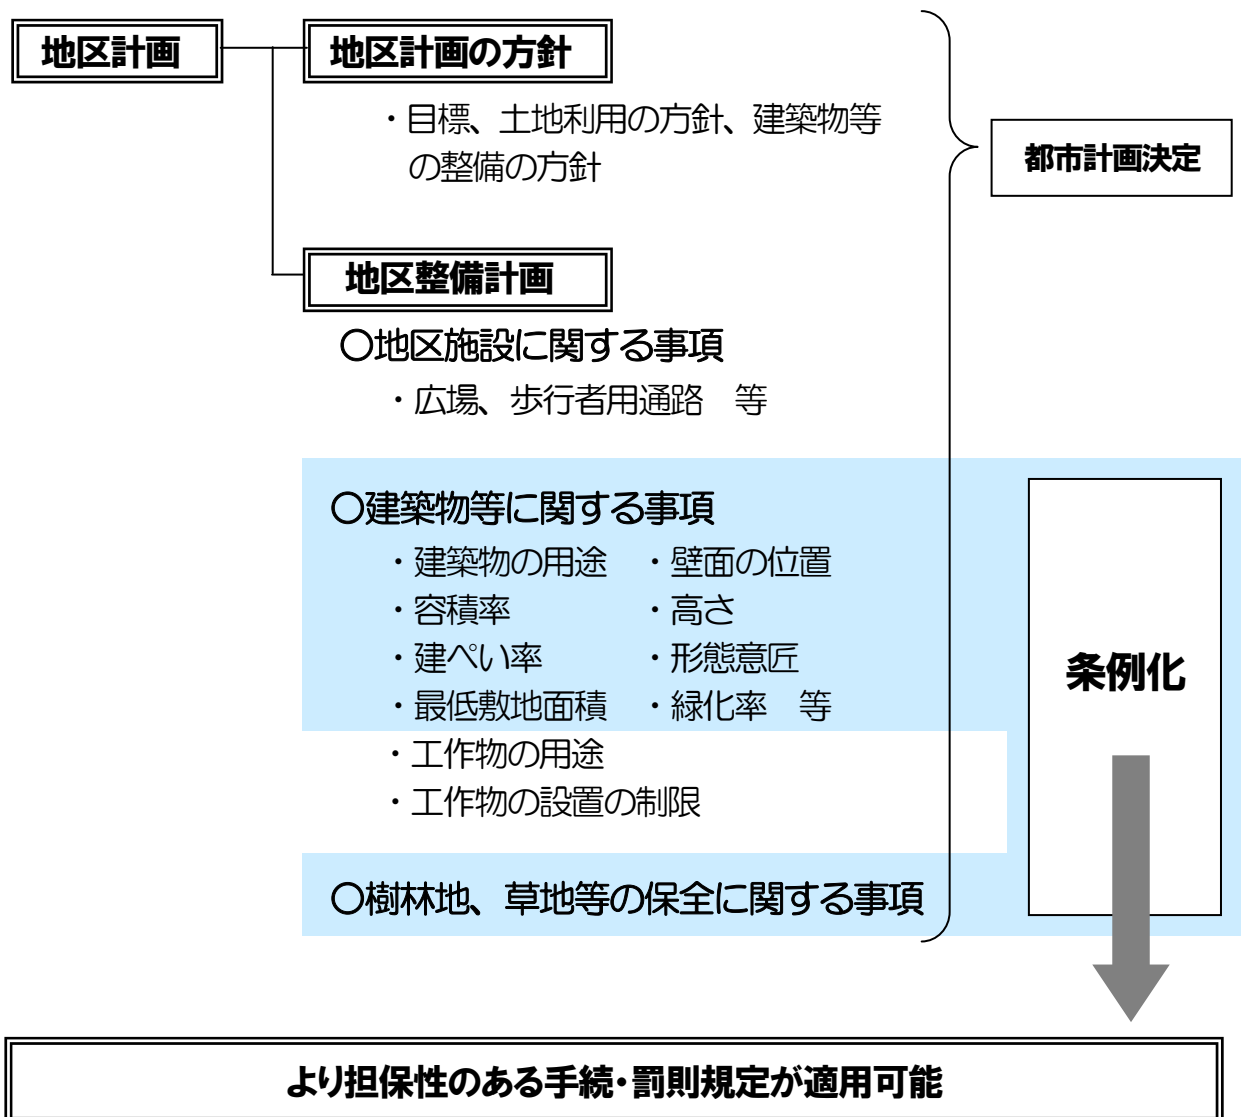 地区計画
地区計画の方針
・目標、土地利用の方針、建築物等
の整備の方針
都市計画決定
地区整備計画
〇地区施設に関する事項
・広場、歩行者用通路　等
〇建築物等に関する事項
・建築物の用途　・壁面の位置
・容積率　・高さ
・建ぺい率　・形態意匠
・最低敷地面積　・緑化率　等
・工作物の用途
・工作物の設置の制限
条例化
〇樹林地、草地等の保全に関する事項
より担保性のある手続・罰則規定が適用可能